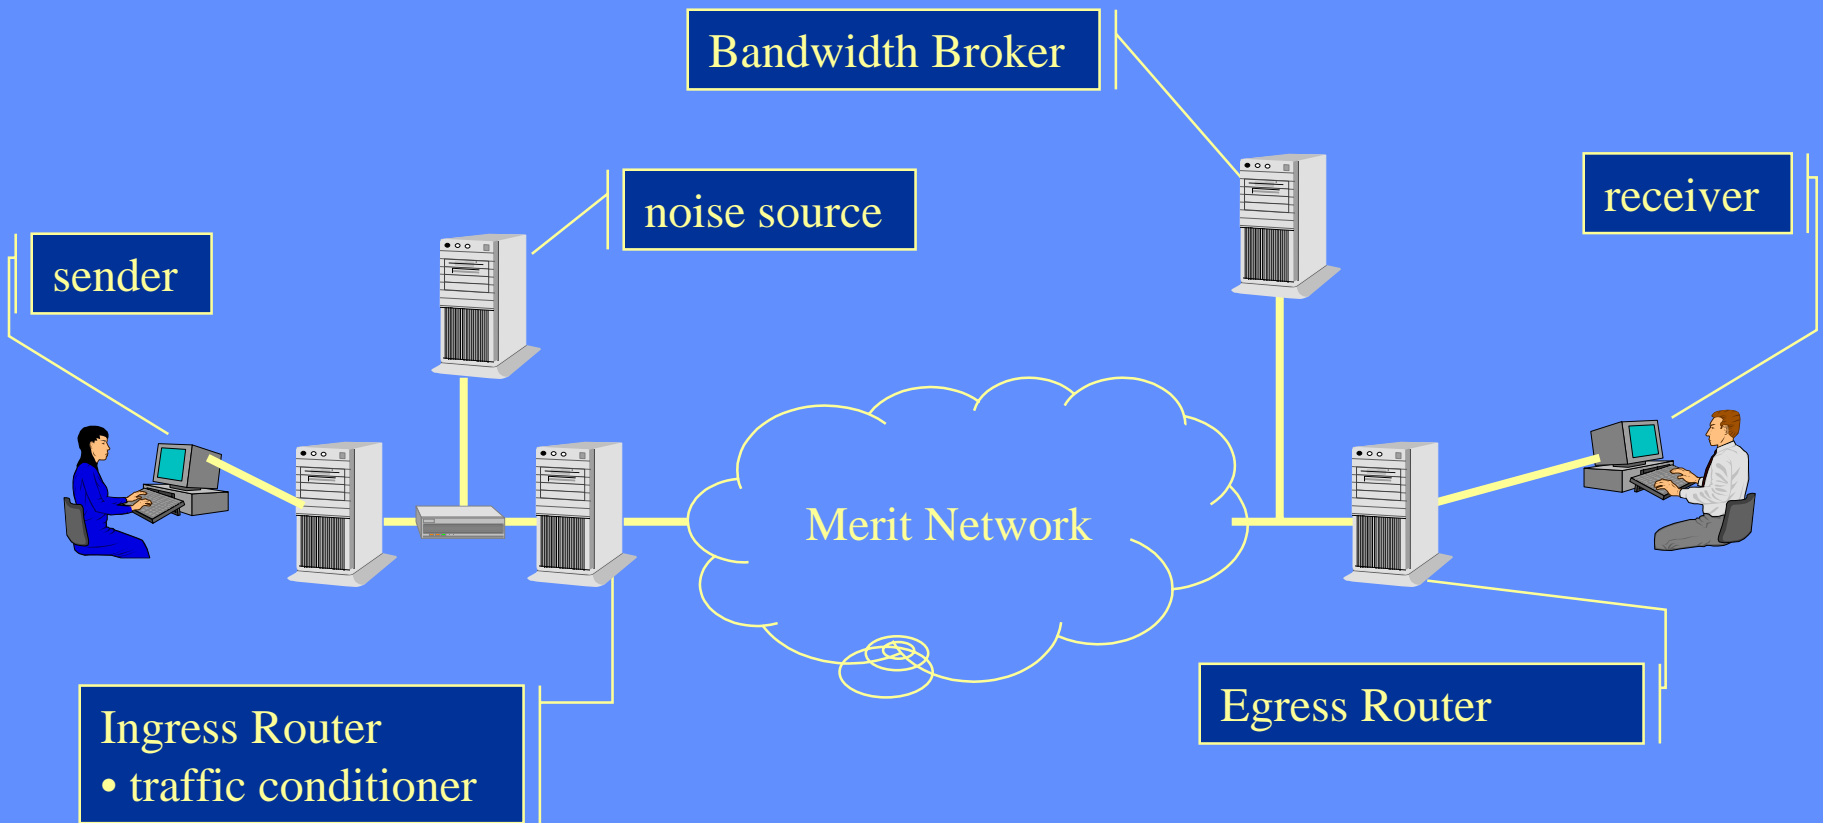 Bandwidth Broker
noise source
receiver
sender
Merit Network
Ingress Router
• traffic conditioner
Egress Router